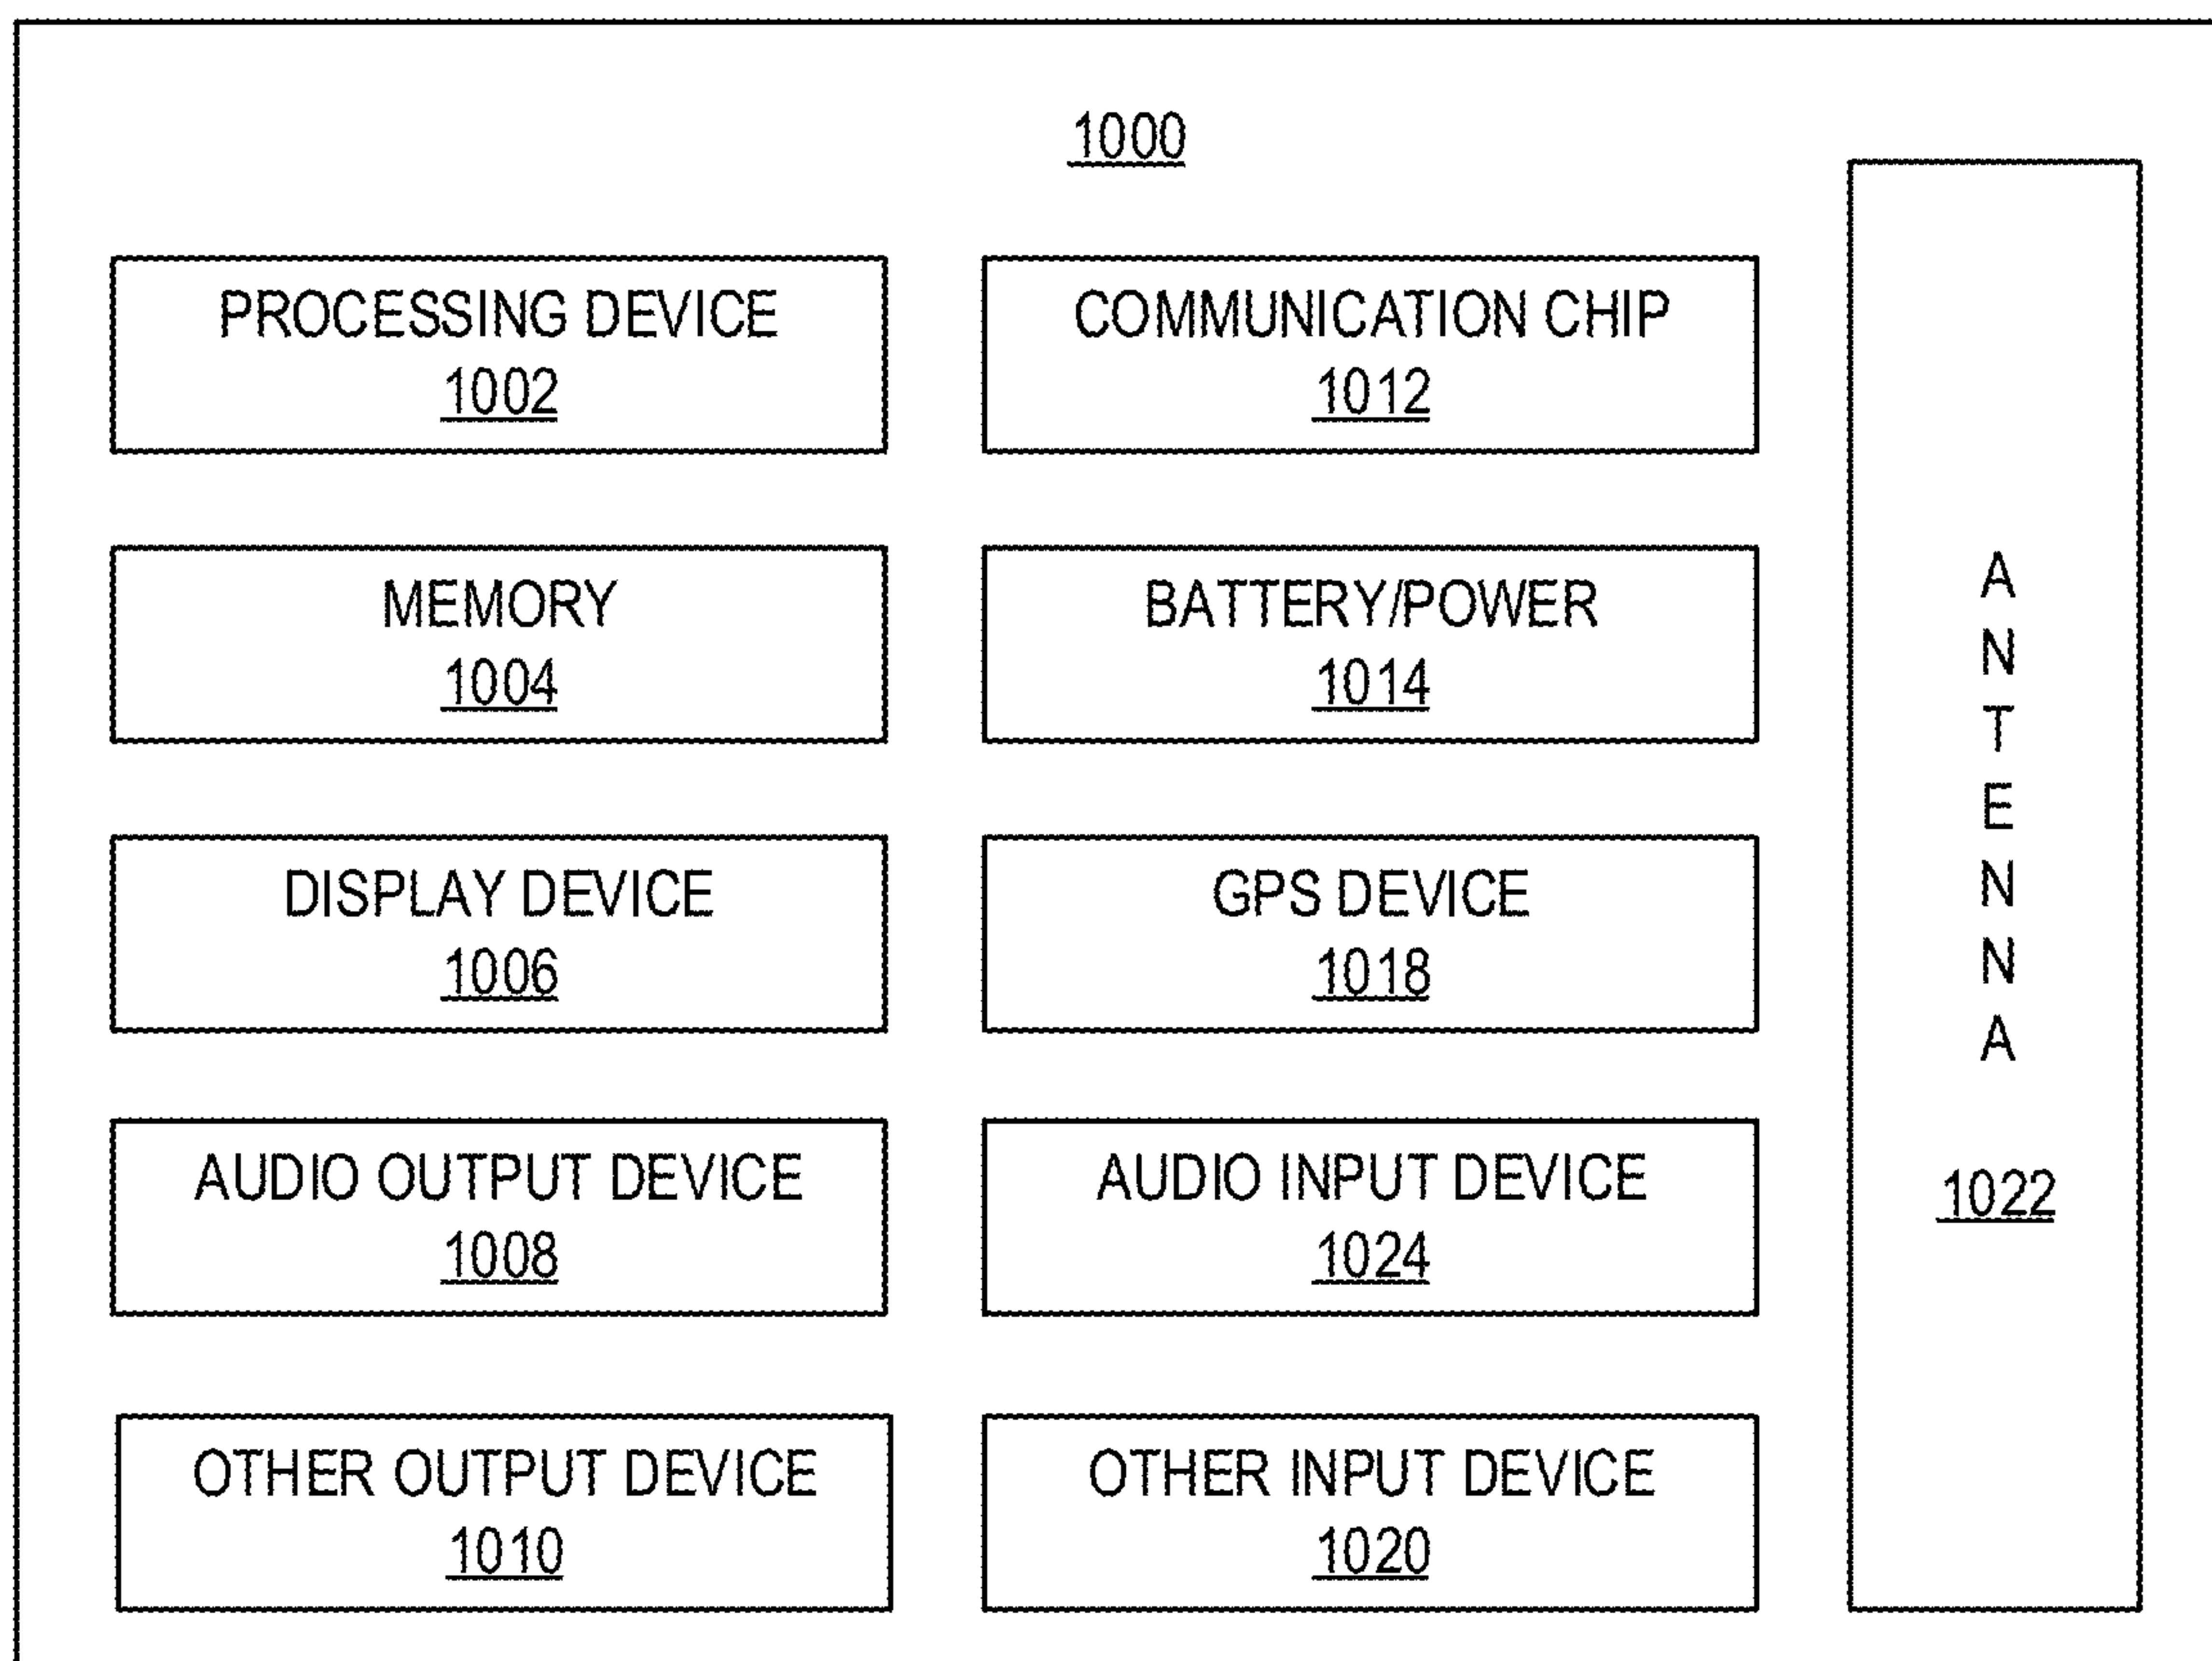 1000
PROCESSING DEVICE
1002
COMMUNICATION CHIP
1012
MEMORY
1004
BATTERY/POWER
1014
DISPLAY DEVICE
1006
GPS DEVICE
1018
AUDIO OUTPUT DEVICE
1008
AUDIO INPUT DEVICE
1024
OTHER OUTPUT DEVICE
1010
OTHER INPUT DEVICE
1020
ANTENNA
1022